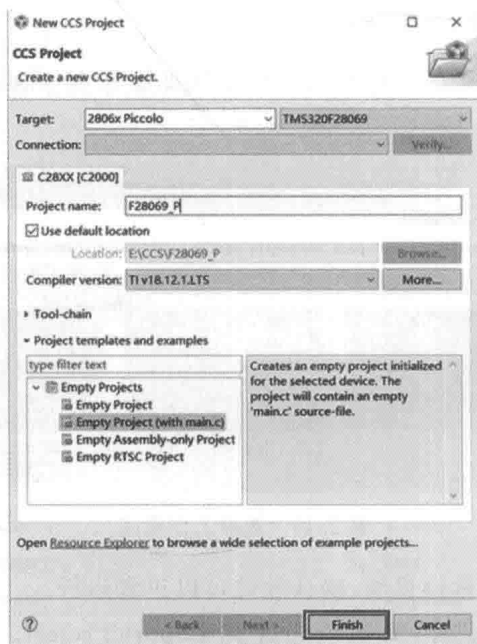 New CCS Project
CCS Project
Create a new CCS Project.
Target: 2806x Piccolo TMS320F28069
Connection: Verify...
C28XX [C2000]
Project name: F28069_P
Use default location
Location: E:\CCS\F28069_P Browse...
Compiler version: TI v18.12.1.LTS More...
Tool-chain
Project templates and examples
type filter text
Empty Projects
Empty Project
Empty Project (with main.c)
Empty Assembly-only Project
Empty RTSC Project
Creates an empty project initialized
for the selected device. The
project will contain an empty
'main.c' source-file.
Open Resource Explorer to browse a wide selection of example projects...
? < Back Next > Finish Cancel